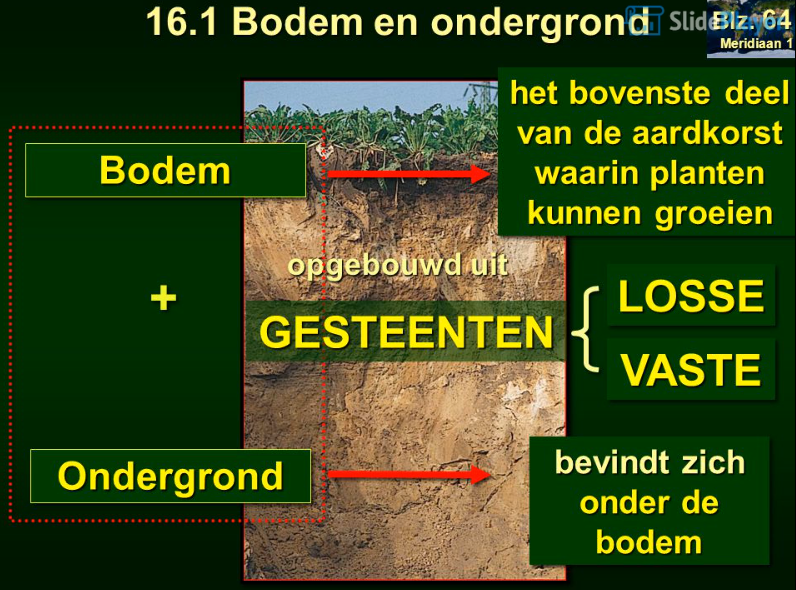 16.1 Bodem en ondergrond
Blz. 64
Meridiaan 1
het bovenste deel
van de aardkorst
waarin planten
kunnen groeien
Bodem
opgebouwd uit
+
GESTEENTEN
LOSSE
VASTE
Ondergrond
bevindt zich
onder de
bodem